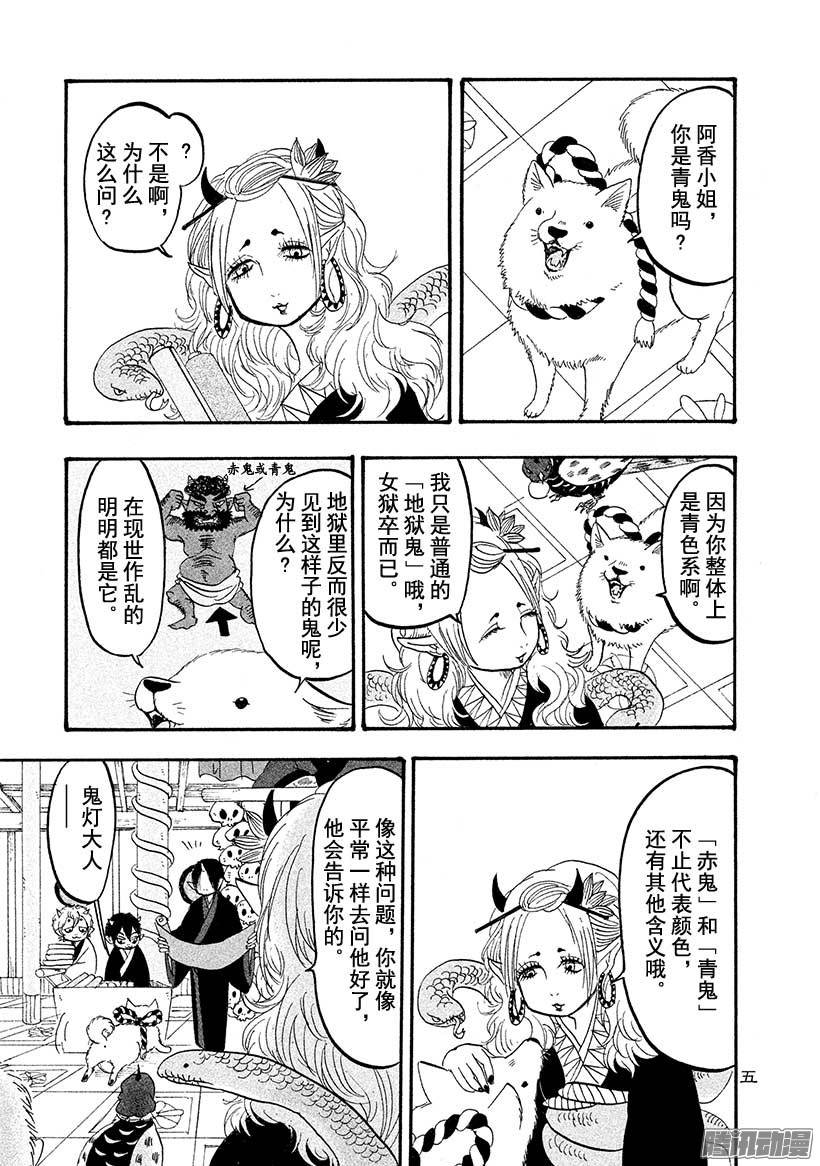 阿香小姐，
你是青鬼吗？
？
不是啊，
为什么
这么问？
因为你整体上
是青色系啊。
我只是普通的
「地狱鬼」哦，
女狱卒而已。
地狱里反而很少
见到这样子的鬼呢，
为什么？
赤鬼或青鬼
在现世作乱的
明明都是它。
「赤鬼」和「青鬼」
不止代表颜色，
还有其他含义哦。
像这种问题，你就像
平常一样去问他好了，
他会告诉你的。
鬼灯大人
——
五
腾讯动漫